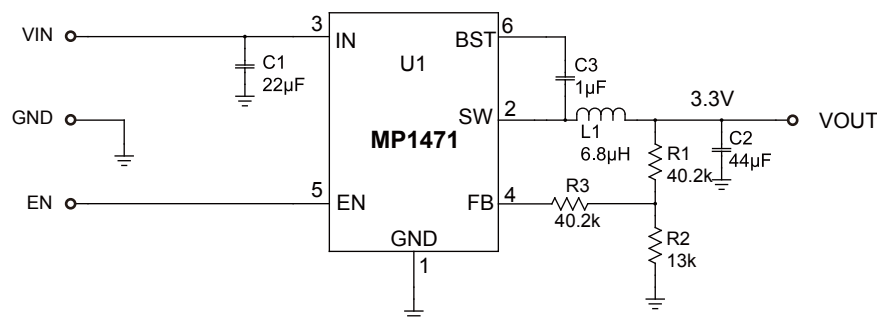 VIN
3
IN
C1
22µF
GND
EN
5
EN
U1
MP1471
GND
1
BST
6
C3
1µF
SW
2
L1
6.8µH
3.3V
VOUT
C2
44µF
R1
40.2k
FB
4
R3
40.2k
R2
13k